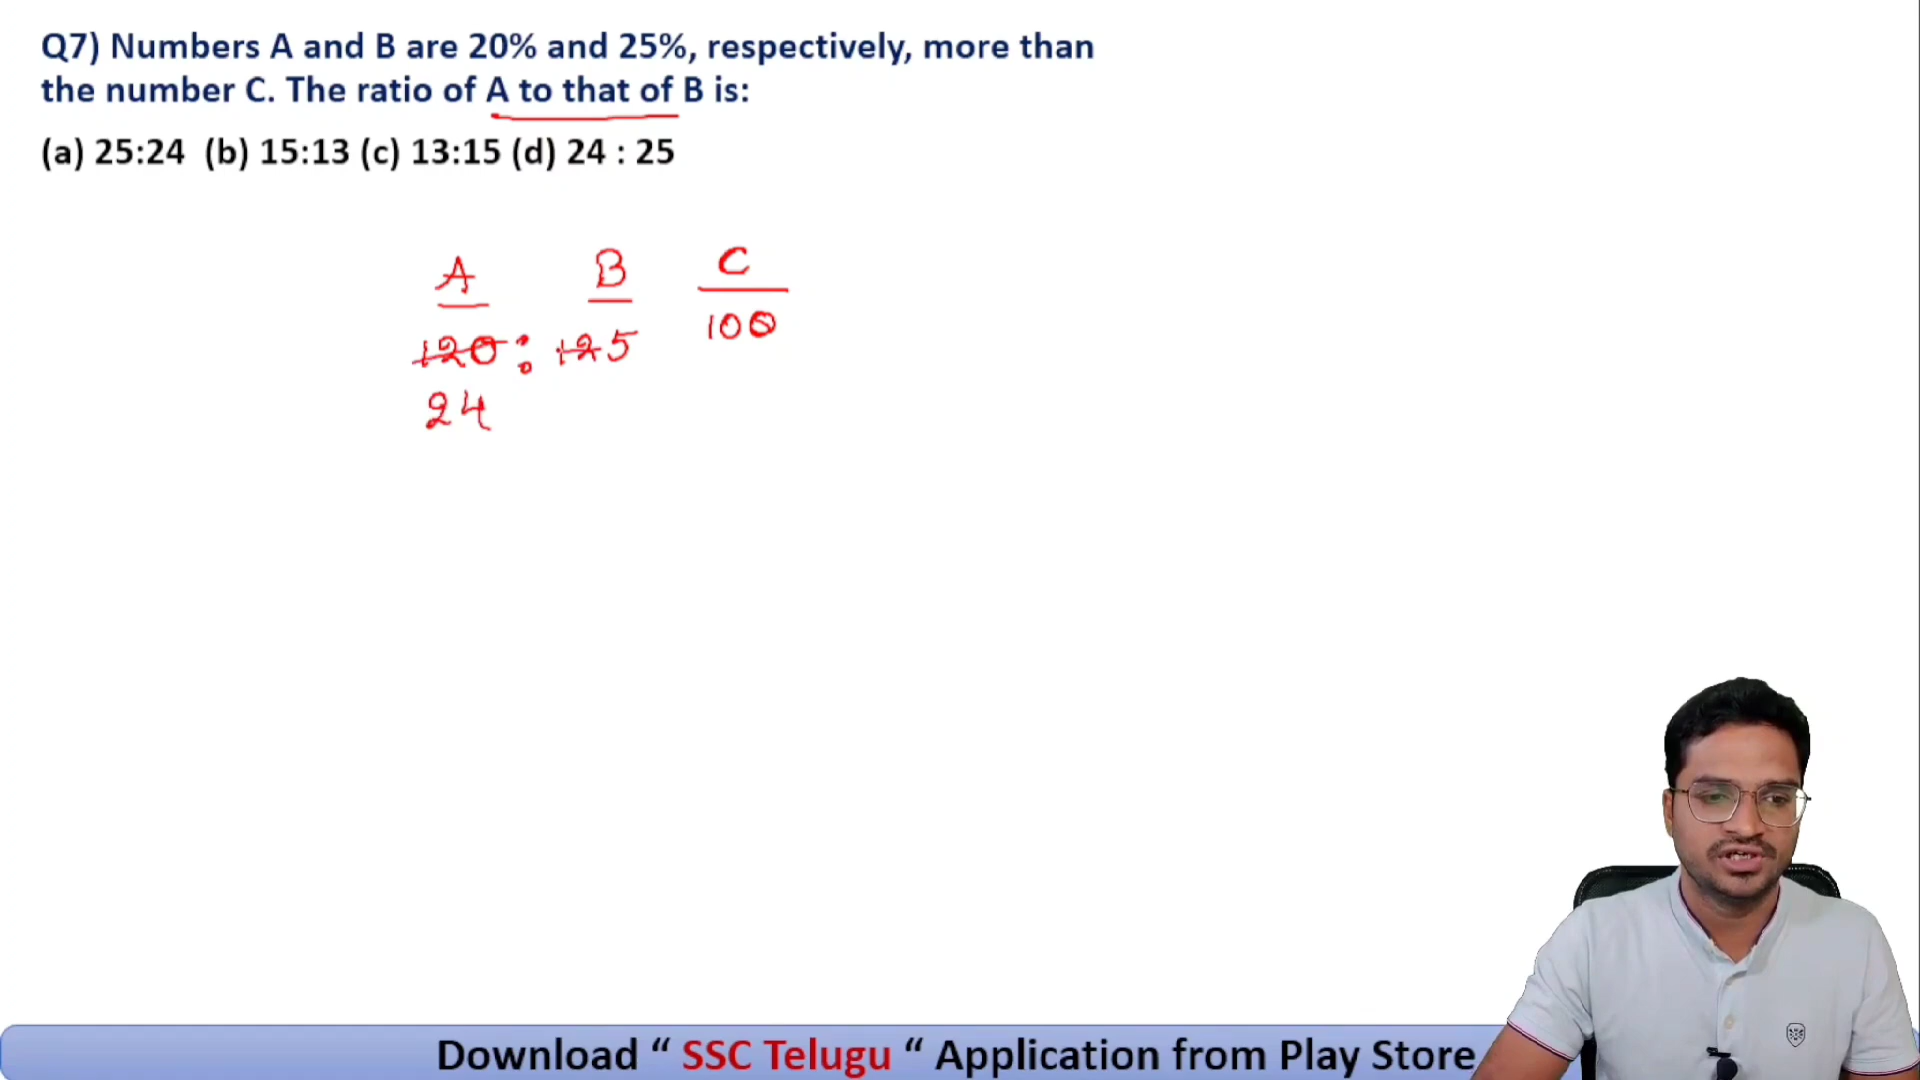 Q7) Numbers A and B are 20% and 25%, respectively, more than
the number C. The ratio of A to that of B is:
(a) 25:24 (b) 15:13 (c) 13:15 (d) 24 : 25
A B C
120 : 125 100
24
Download “ SSC Telugu “ Application from Play Store